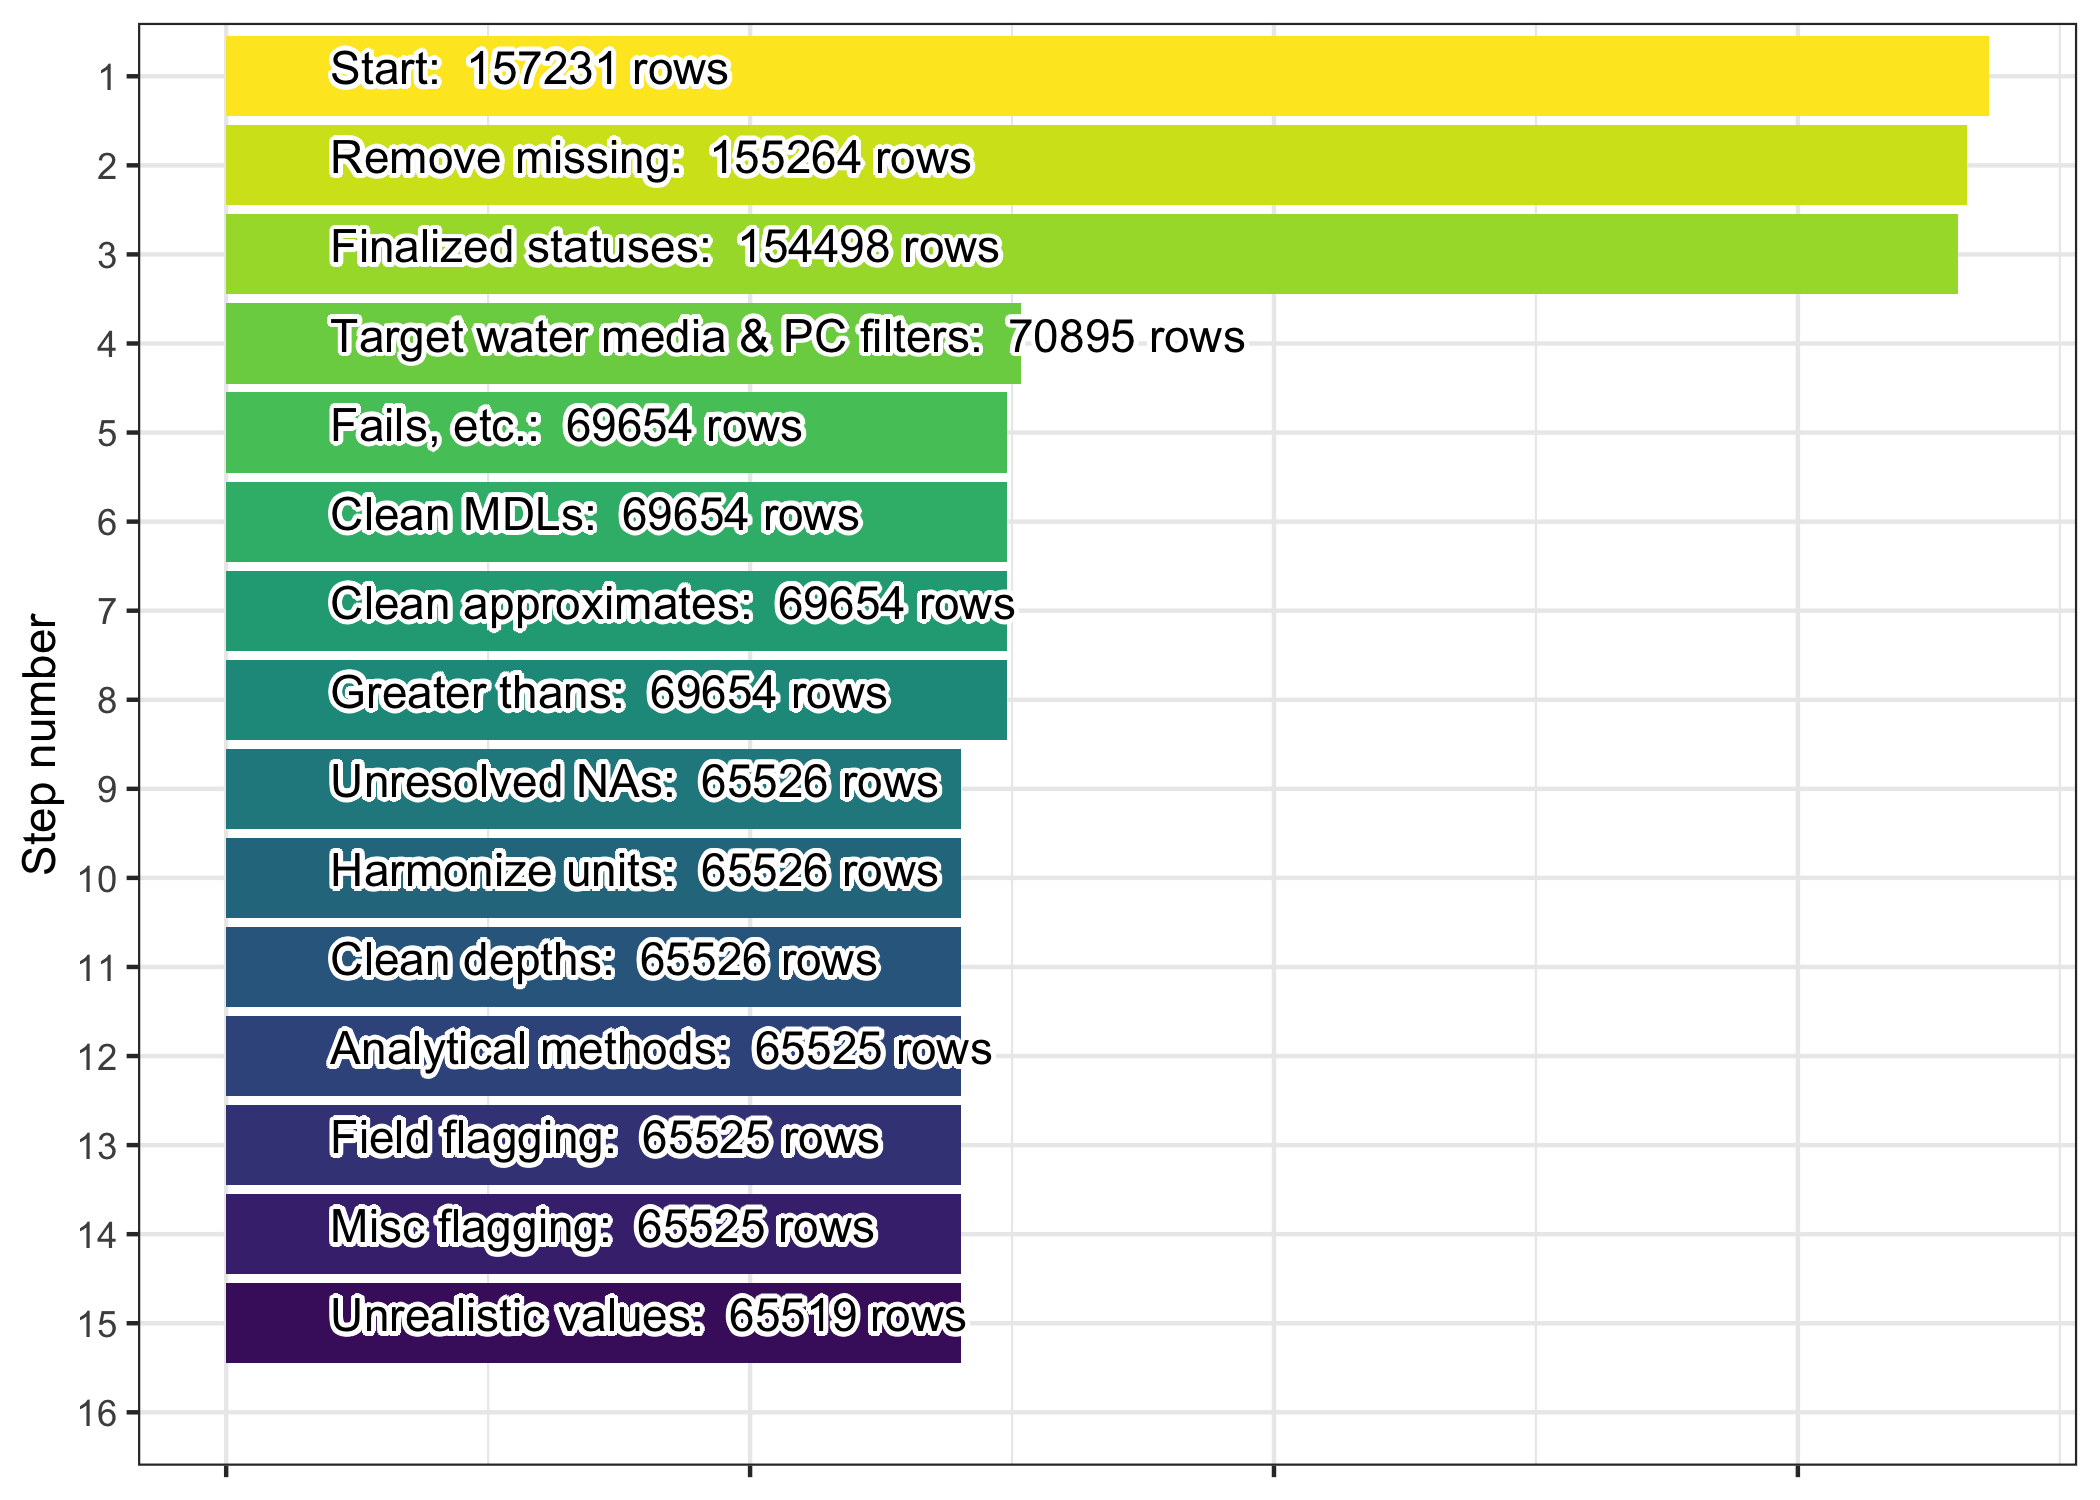 Step number
1
Start: 157231 rows
2
Remove missing: 155264 rows
3
Finalized statuses: 154498 rows
4
Target water media & PC filters: 70895 rows
5
Fails, etc.: 69654 rows
6
Clean MDLs: 69654 rows
7
Clean approximates: 69654 rows
8
Greater thans: 69654 rows
9
Unresolved NAs: 65526 rows
10
Harmonize units: 65526 rows
11
Clean depths: 65526 rows
12
Analytical methods: 65525 rows
13
Field flagging: 65525 rows
14
Misc flagging: 65525 rows
15
Unrealistic values: 65519 rows
16